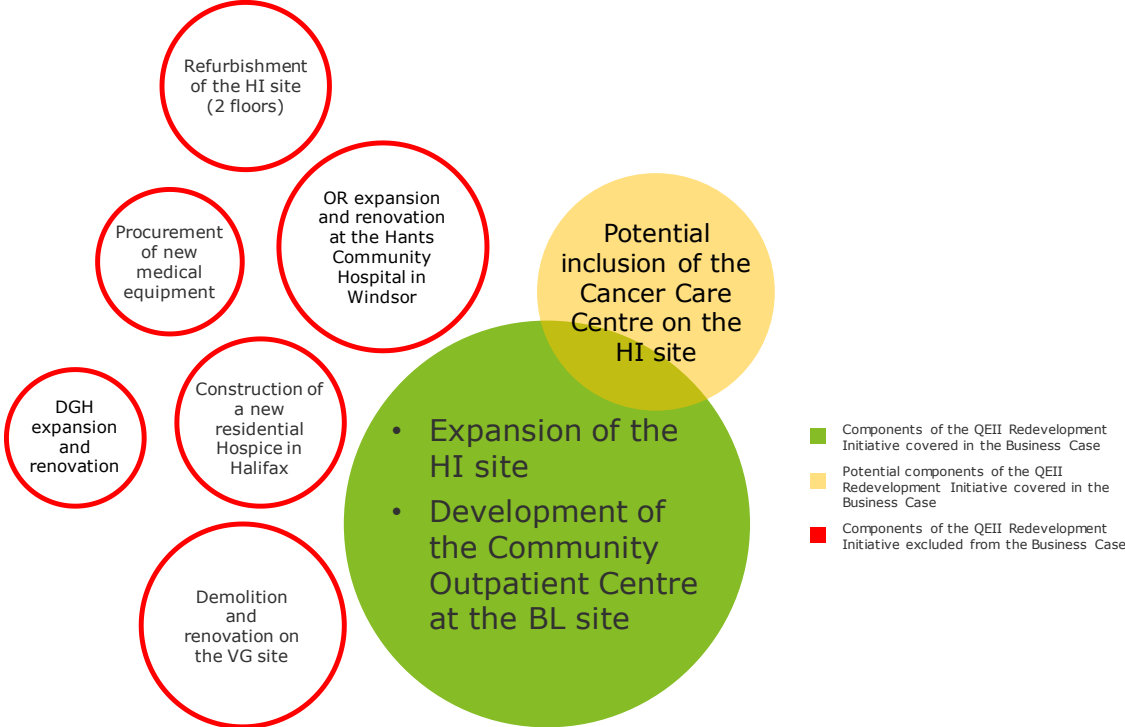 Refurbishment
of the HI site
(2 floors)
OR expansion
and renovation
at the Hants
Community
Hospital in
Windsor
Procurement
of new
medical
equipment
Potential
inclusion of the
Cancer Care
Centre on the
HI site
DGH
expansion
and
renovation
Construction of
a new
residential
Hospice in
Halifax
• Expansion of the
HI site
• Development of
the Community
Outpatient Centre
at the BL site
Demolition
and
renovation on
the VG site
Components of the QEII Redevelopment
Initiative covered in the Business Case
Potential components of the QEII
Redevelopment Initiative covered in the
Business Case
Components of the QEII Redevelopment
Initiative excluded from the Business Case